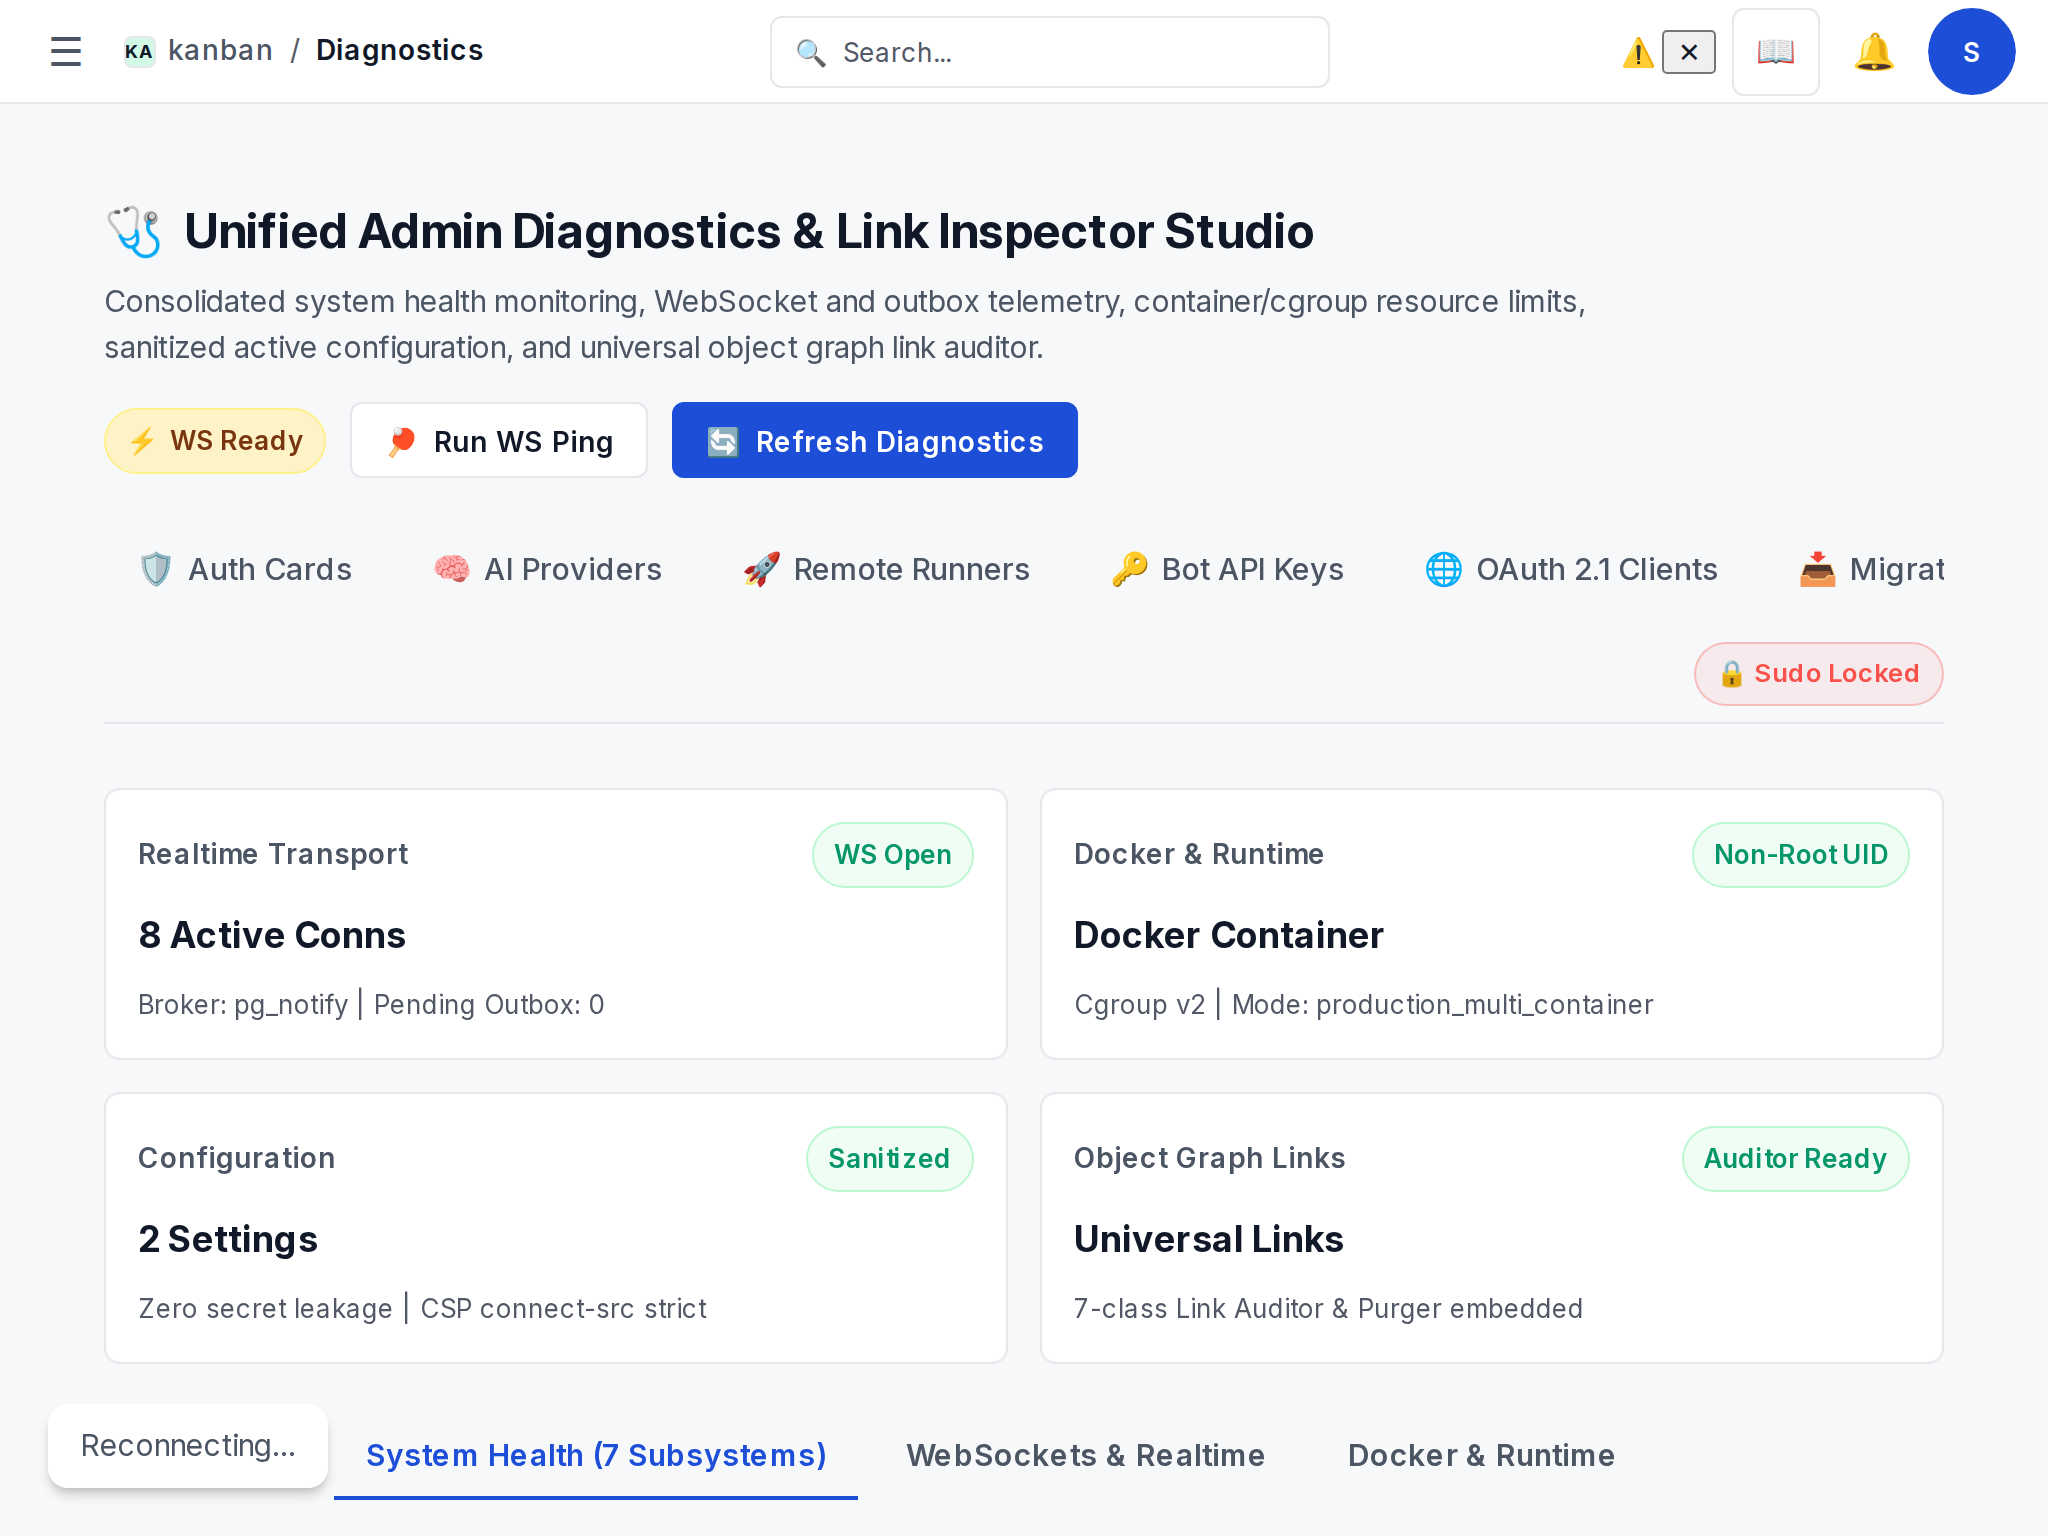 KA kanban / Diagnostics
Search...
S
Unified Admin Diagnostics & Link Inspector Studio
Consolidated system health monitoring, WebSocket and outbox telemetry, container/cgroup resource limits,
sanitized active configuration, and universal object graph link auditor.
WS Ready
Run WS Ping
Refresh Diagnostics
Auth Cards
AI Providers
Remote Runners
Bot API Keys
OAuth 2.1 Clients
Migrat
Sudo Locked
Realtime Transport
WS Open
8 Active Conns
Broker: pg_notify | Pending Outbox: 0
Docker & Runtime
Non-Root UID
Docker Container
Cgroup v2 | Mode: production_multi_container
Configuration
Sanitized
2 Settings
Zero secret leakage | CSP connect-src strict
Object Graph Links
Auditor Ready
Universal Links
7-class Link Auditor & Purger embedded
Reconnecting...
System Health (7 Subsystems)
WebSockets & Realtime
Docker & Runtime